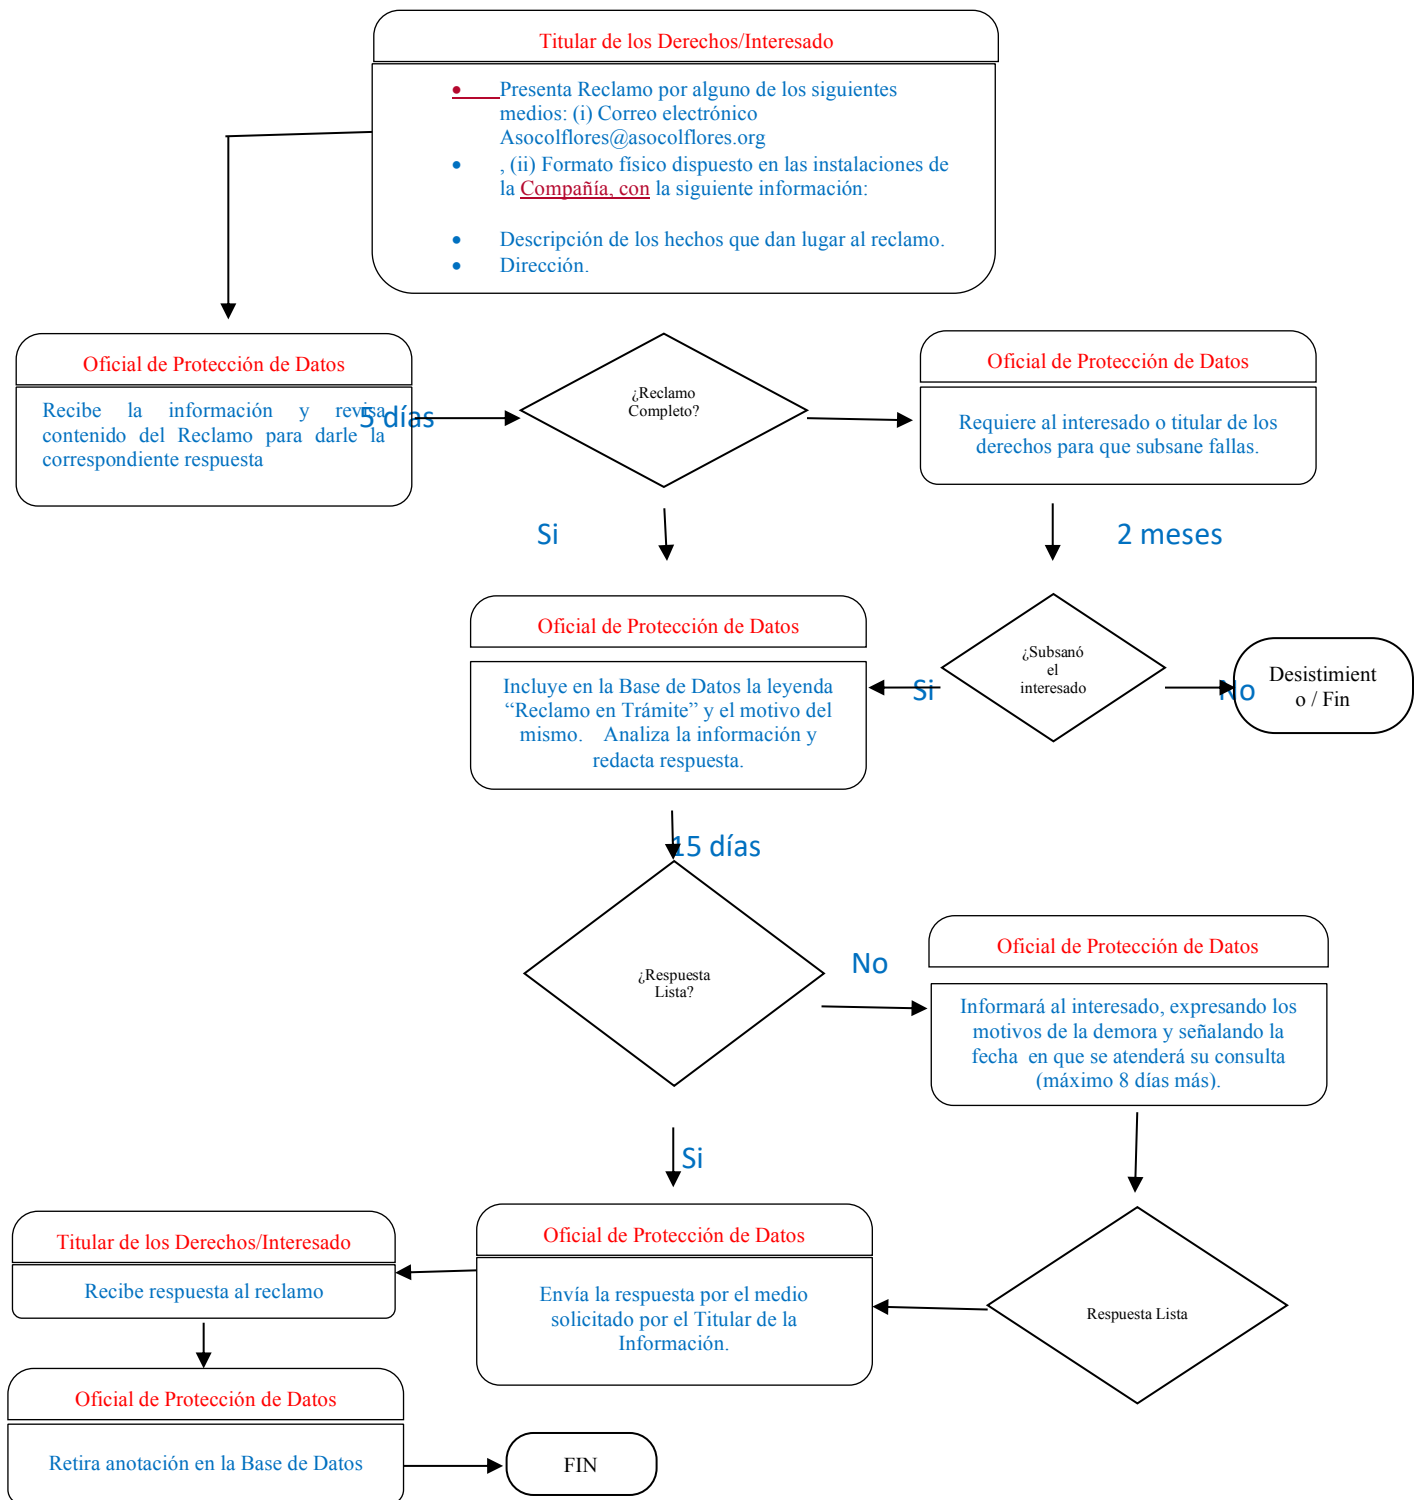 Titular de los Derechos/Interesado
• Presenta Reclamo por alguno de los siguientes
medios: (i) Correo electrónico
Asocolflores@asocolflores.org
• , (ii) Formato físico dispuesto en las instalaciones de
la Compañía, con la siguiente información:
• Descripción de los hechos que dan lugar al reclamo.
• Dirección.
Oficial de Protección de Datos
Recibe la información y revisa
contenido del Reclamo para darle la
correspondiente respuesta
5 días
¿Reclamo
Completo?
Oficial de Protección de Datos
Requiere al interesado o titular de los
derechos para que subsane fallas.
Si
2 meses
Oficial de Protección de Datos
Incluye en la Base de Datos la leyenda
“Reclamo en Trámite” y el motivo del
mismo. Analiza la información y
redacta respuesta.
¿Subsanó
el
interesado
Si
No
Desistimient
o / Fin
15 días
¿Respuesta
Lista?
No
Oficial de Protección de Datos
Informará al interesado, expresando los
motivos de la demora y señalando la
fecha en que se atenderá su consulta
(máximo 8 días más).
Si
Titular de los Derechos/Interesado
Recibe respuesta al reclamo
Oficial de Protección de Datos
Envía la respuesta por el medio
solicitado por el Titular de la
Información.
Respuesta Lista
Oficial de Protección de Datos
Retira anotación en la Base de Datos
FIN